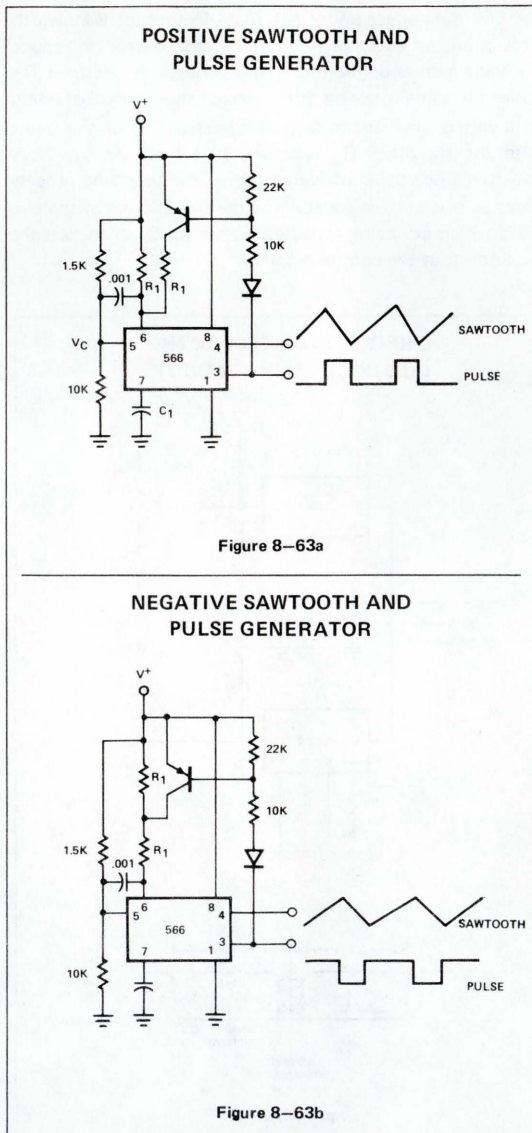 POSITIVE SAWTOOTH AND
PULSE GENERATOR
V+
22K
10K
1.5K
.001
R1
R1
VC
5
6
8
4
566
3
7
1
10K
C1
SAWTOOTH
PULSE
Figure 8–63a
NEGATIVE SAWTOOTH AND
PULSE GENERATOR
V+
22K
R1
10K
1.5K
R1
.001
5
6
8
4
566
3
7
1
10K
SAWTOOTH
PULSE
Figure 8–63b